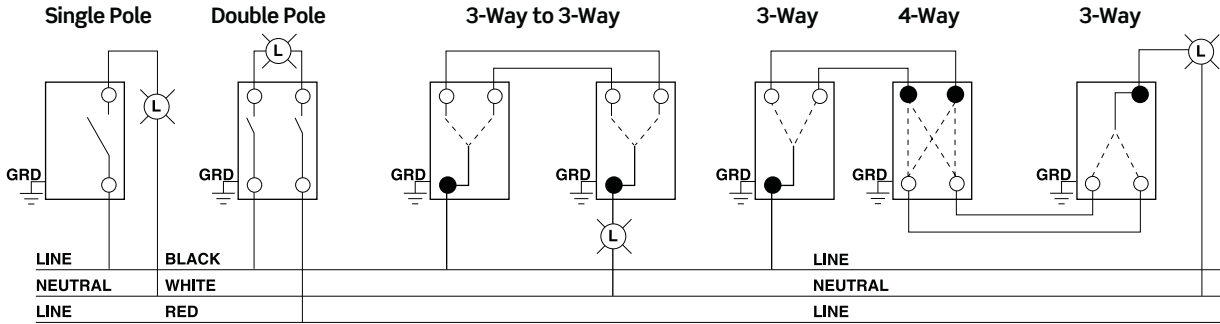 Single Pole Double Pole 3-Way to 3-Way 3-Way 4-Way 3-Way
L L L
GRD GRD GRD GRD GRD GRD
L
LINE BLACK LINE
NEUTRAL WHITE NEUTRAL
LINE RED LINE